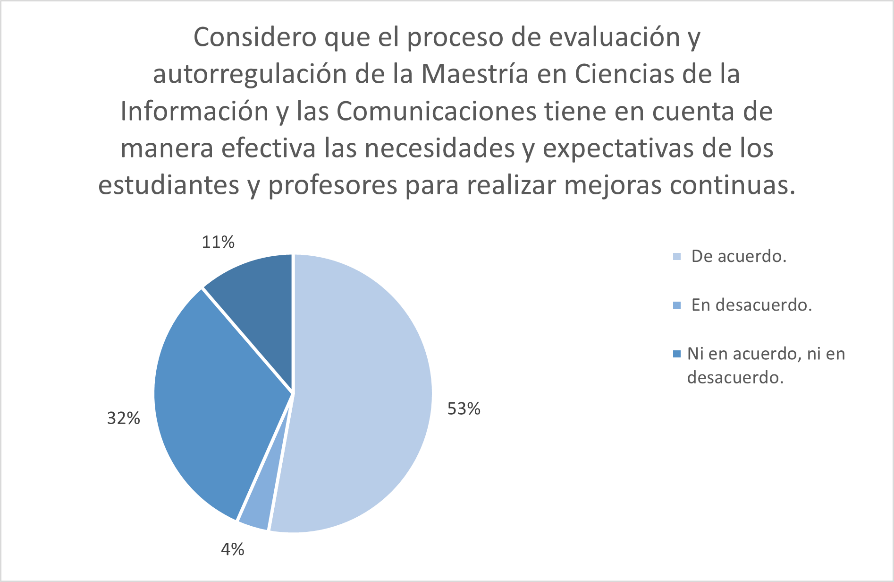 Considero que el proceso de evaluación y
autorregulación de la Maestría en Ciencias de la
Información y las Comunicaciones tiene en cuenta de
manera efectiva las necesidades y expectativas de los
estudiantes y profesores para realizar mejoras continuas.
11%
De acuerdo.
En desacuerdo.
Ni en acuerdo, ni en
desacuerdo.
53%
32%
4%